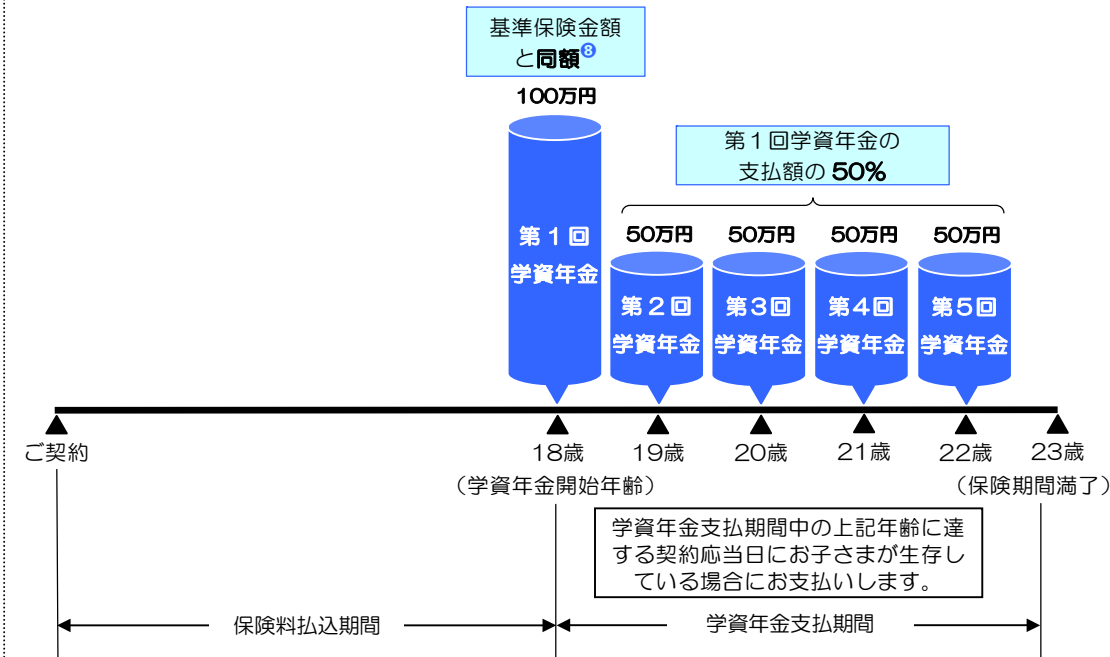 基準保険金額
と同額❽
100万円
第1回学資年金の
支払額の 50%
第1回
学資年金
50万円
50万円
50万円
50万円
第2回
学資年金
第3回
学資年金
第4回
学資年金
第5回
学資年金
ご契約
18歳
19歳
20歳
21歳
22歳
23歳
（学資年金開始年齢）
（保険期間満了）
学資年金支払期間中の上記年齢に達
する契約応当日にお子さまが生存し
ている場合にお支払いします。
保険料払込期間
学資年金支払期間